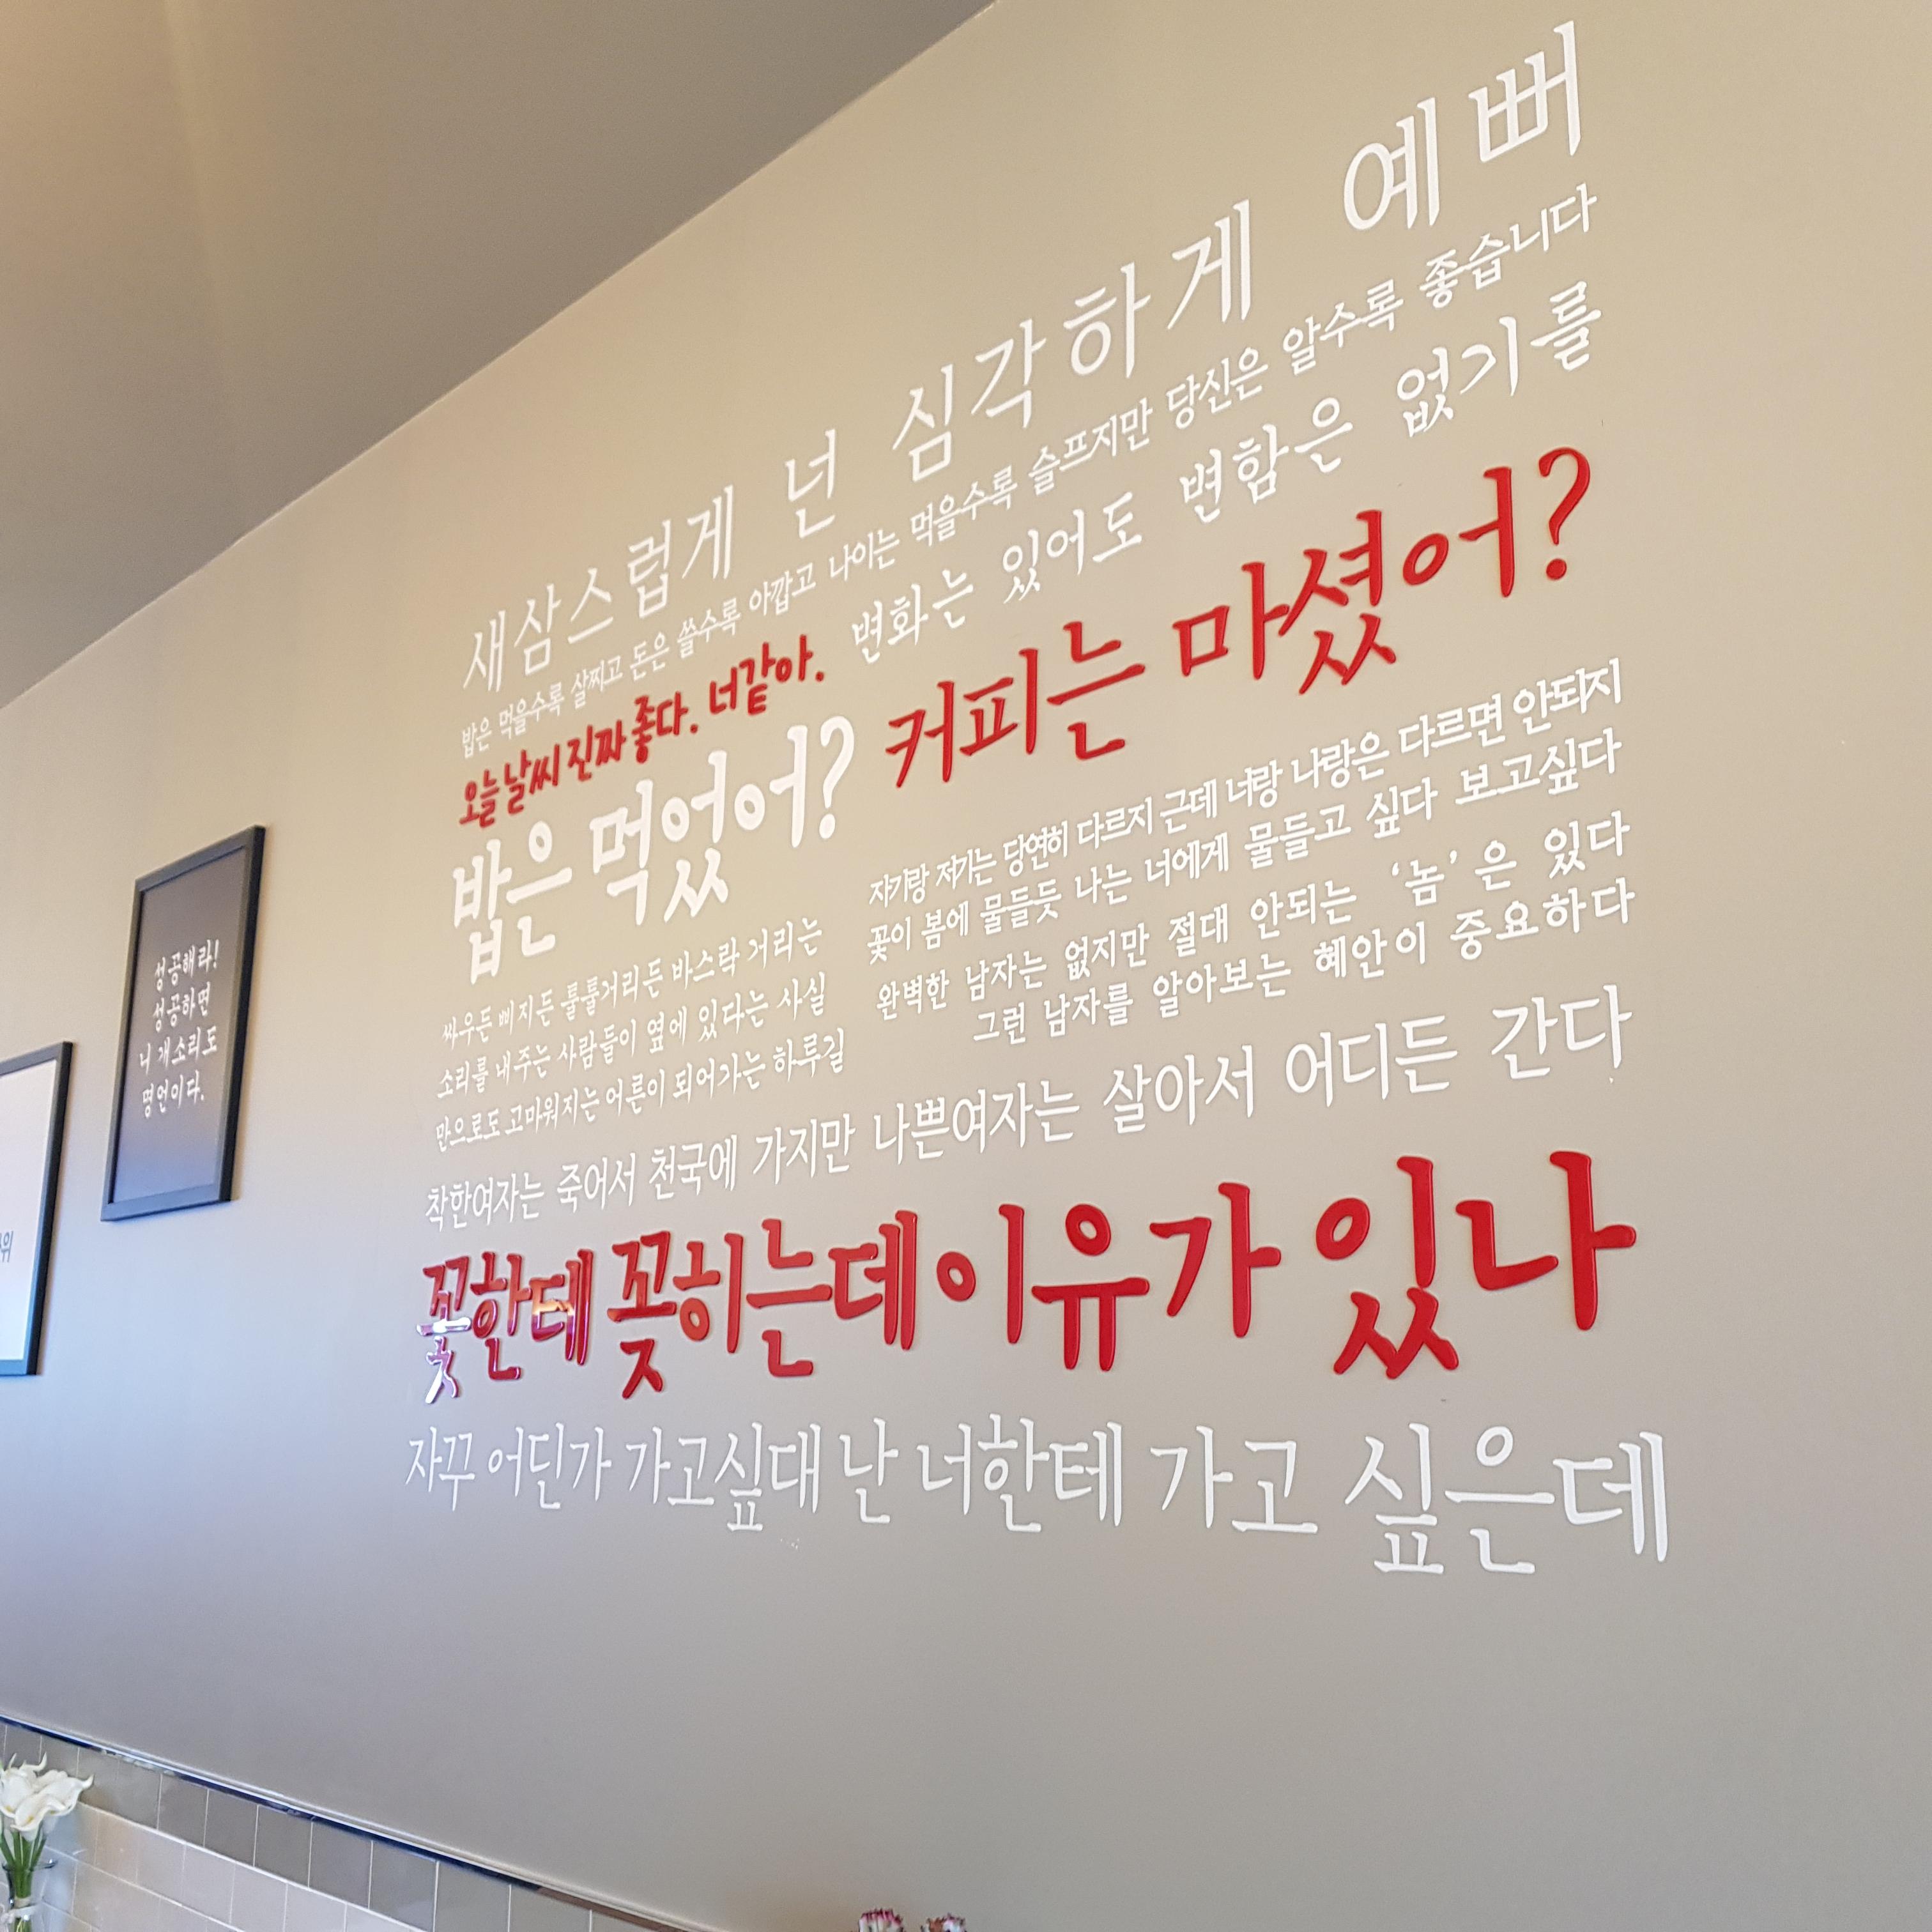 새삼스럽게 넌 심각하게 예뻐
밥은 먹을수록 살찌고 돈은 쓸수록 아깝고 나이는 먹을수록 슬프지만 당신은 알수록 좋습니다
오늘 날씨 진짜 좋다. 너같아.
변화는 있어도 변함은 없기를
밥은 먹었어?
커피는 마셨어?
싸우든 삐지든 툴툴거리든 바스락 거리는
소리를 내주는 사람들이 옆에 있다는 사실
만으로도 고마워지는 어른이 되어가는 하루길
자기랑 저기는 당연히 다르지 근데 너랑 나랑은 다르면 안되지
꽃이 봄에 물들듯 나는 너에게 물들고 싶다 보고싶다
완벽한 남자는 없지만 절대 안되는 '놈'은 있다
그런 남자를 알아보는 혜안이 중요하다
착한여자는 죽어서 천국에 가지만 나쁜여자는 살아서 어디든 간다
꽃한테 꽂히는데 이유가 있나
자꾸 어딘가 가고싶대 난 너한테 가고 싶은데
성공해라!
성공하면
니 개소리도
명언이다.
위